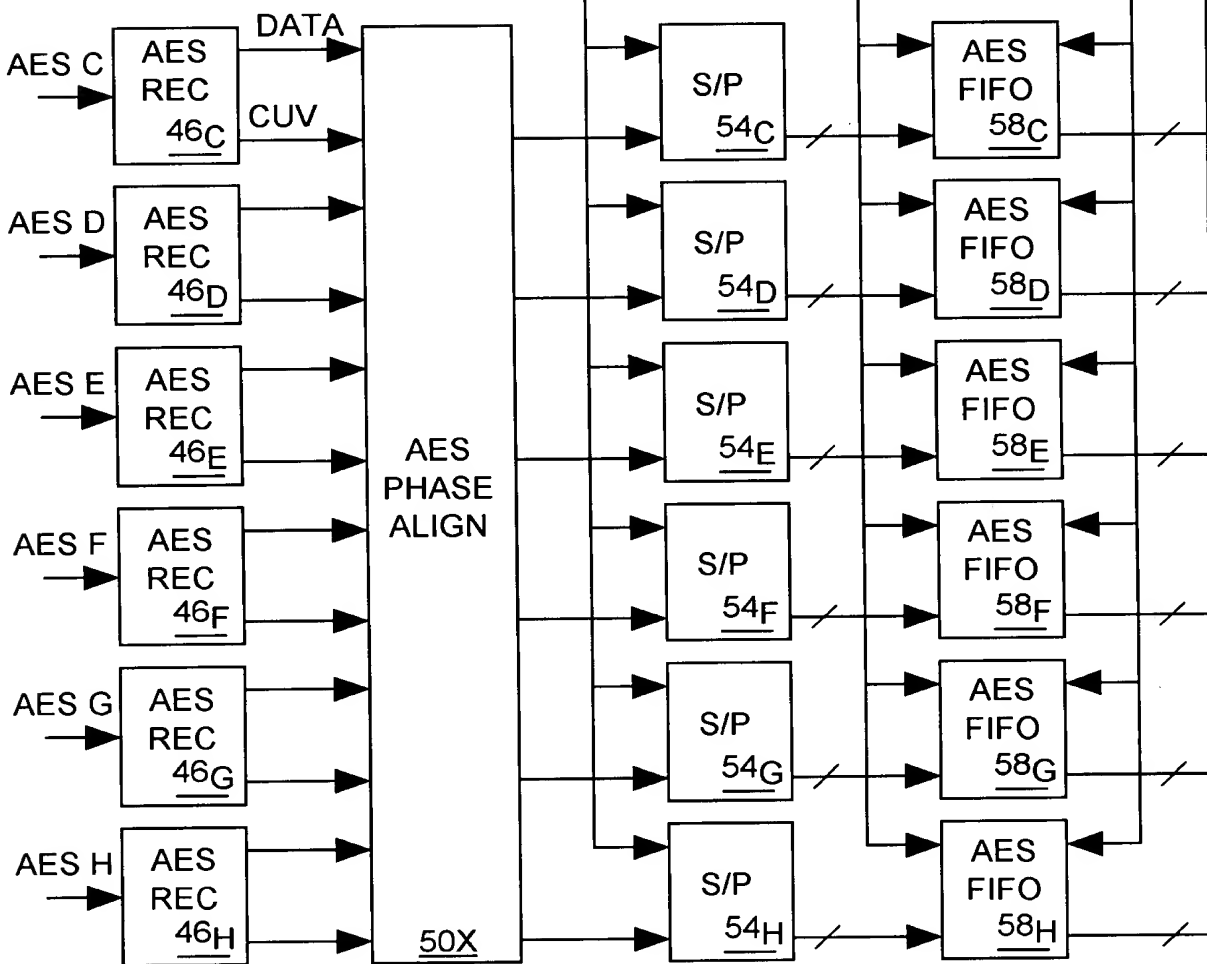 DATA
AES C
AES
REC
46C
CUV
S/P
54C
AES
FIFO
58C
AES D
AES
REC
46D
S/P
54D
AES
FIFO
58D
AES E
AES
REC
46E
S/P
54E
AES
FIFO
58E
AES
PHASE
ALIGN
AES F
AES
REC
46F
S/P
54F
AES
FIFO
58F
AES G
AES
REC
46G
S/P
54G
AES
FIFO
58G
AES H
AES
REC
46H
50X
S/P
54H
AES
FIFO
58H